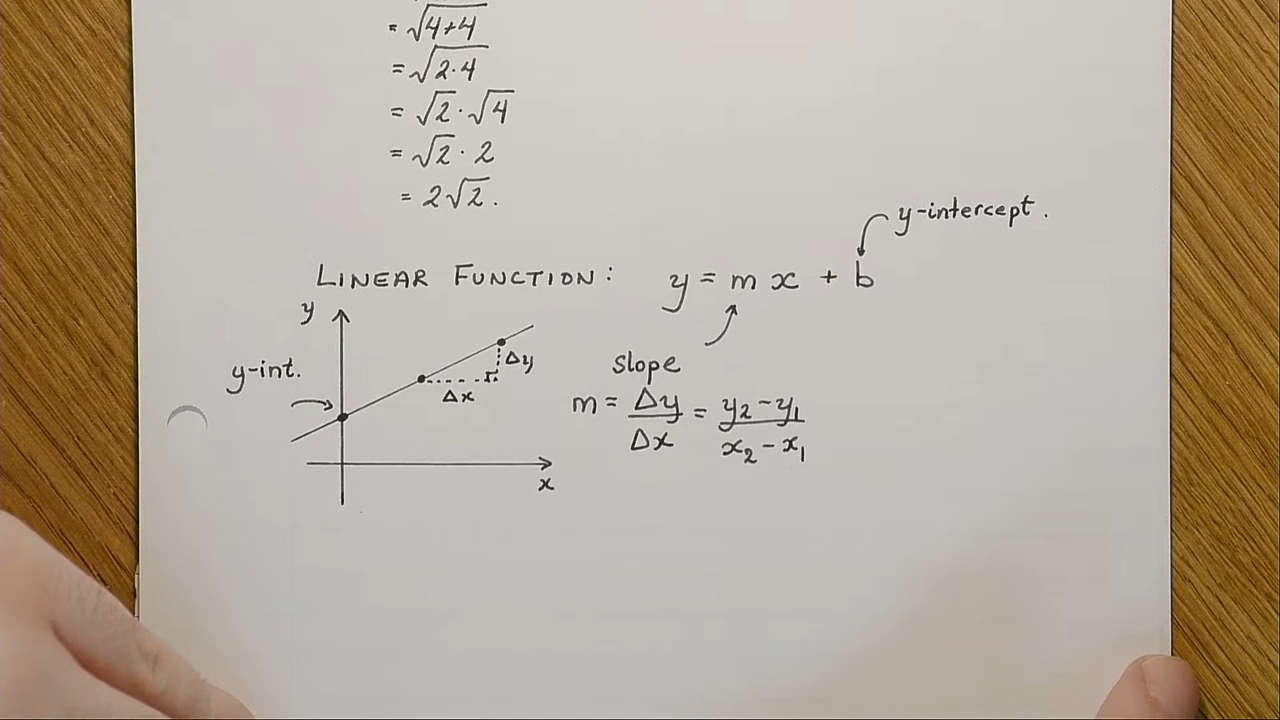 = √4+4
= √2·4
= √2 · √4
= √2 · 2
= 2√2.
y-intercept.
LINEAR FUNCTION: y = mx + b
y
Δy
y-int.
Δx
x
slope
m = Δy/Δx = y₂-y₁/x₂-x₁